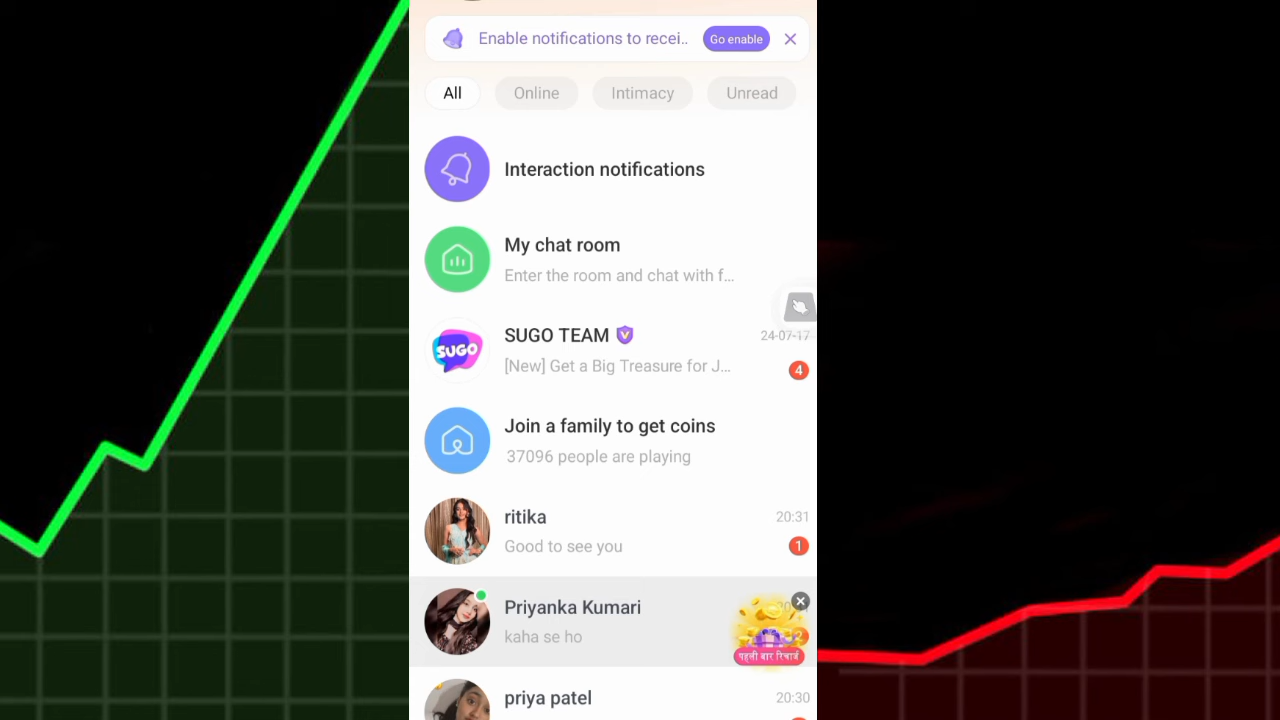 Enable notifications to recei..
Go enable
All
Online
Intimacy
Unread
Interaction notifications
My chat room
Enter the room and chat with f...
SUGO
SUGO TEAM
24-07-17
[New] Get a Big Treasure for J...
4
Join a family to get coins
37096 people are playing
ritika
20:31
Good to see you
1
Priyanka Kumari
kaha se ho
2
पहली बार रिचार्ज
priya patel
20:30